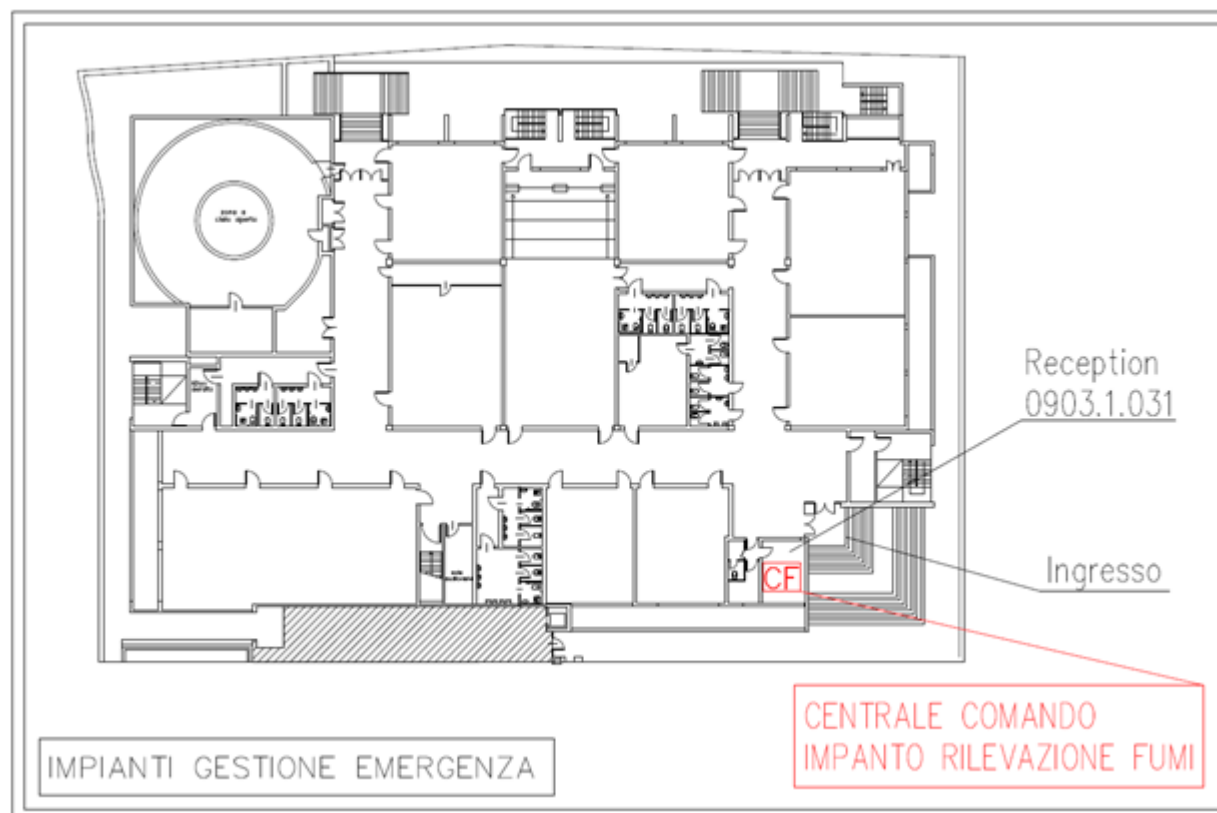 Reception
0903.1.031
Ingresso
CF
CENTRALE COMANDO
IMPANTO RILEVAZIONE FUMI
IMPIANTI GESTIONE EMERGENZA